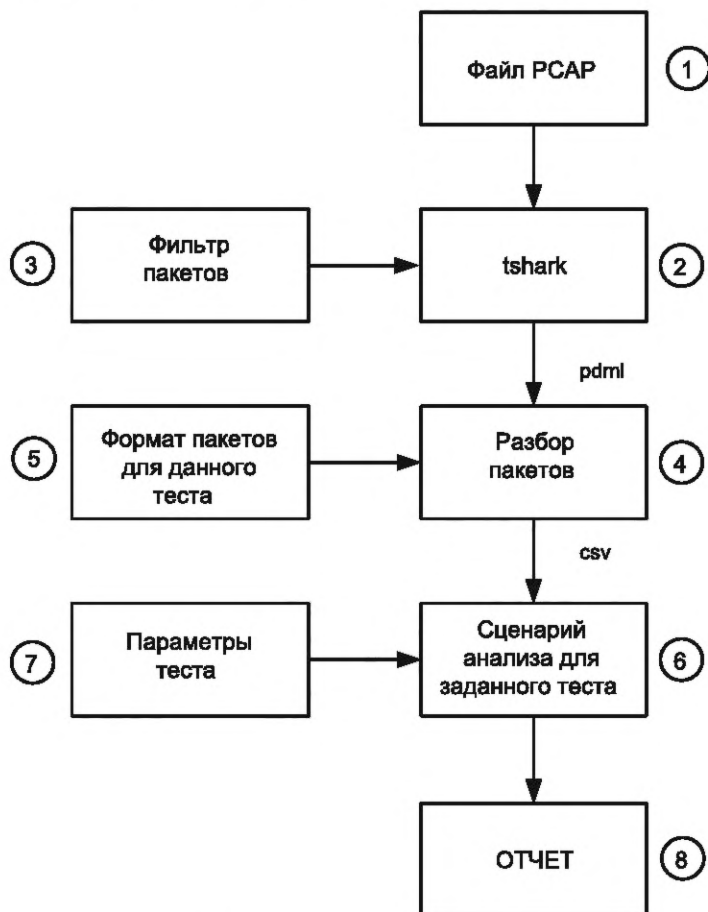 Файл PCAP
1
Фильтр
пакетов
3
tshark
2
pdml
Формат пакетов
для данного
теста
5
Разбор
пакетов
4
csv
Параметры
теста
7
Сценарий
анализа для
заданного теста
6
ОТЧЕТ
8